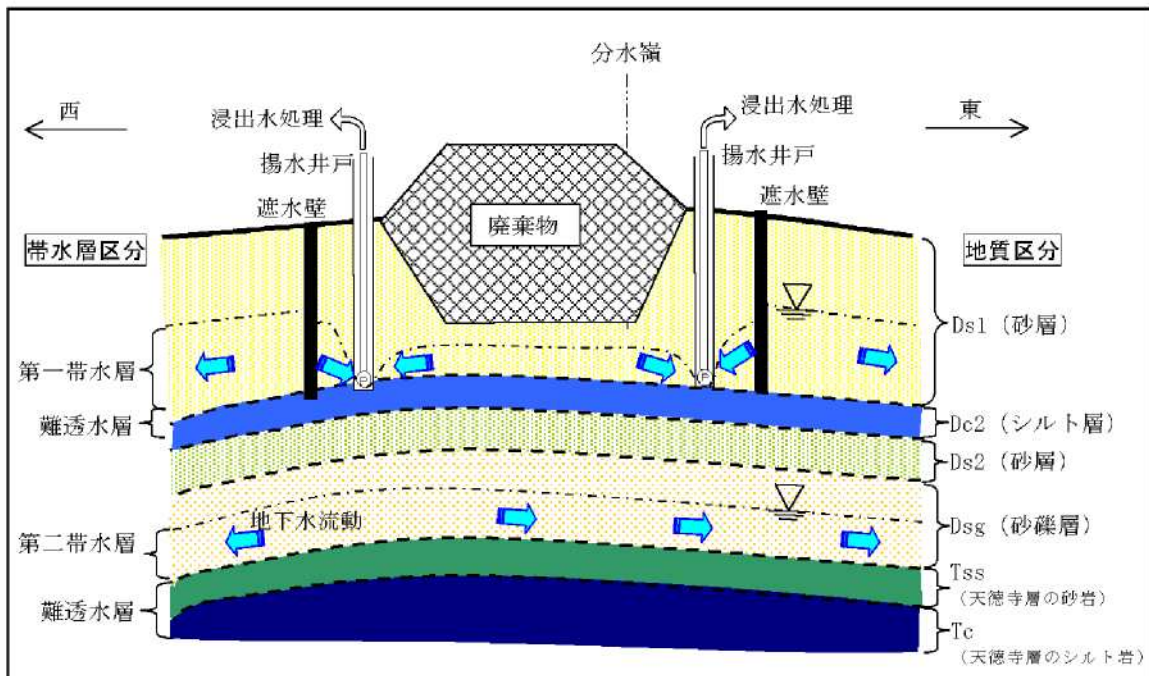 分水嶺
西
浸出水処理
浸出水処理
東
揚水井戸
揚水井戸
遮水壁
遮水壁
廃棄物
帯水層区分
地質区分
Ds1 (砂層)
第一帯水層
難透水層
Dc2 (シルト層)
Ds2 (砂層)
地下水流動
Dsg (砂礫層)
第二帯水層
Tss
(天徳寺層の砂岩)
難透水層
Tc
(天徳寺層のシルト岩)
P
P